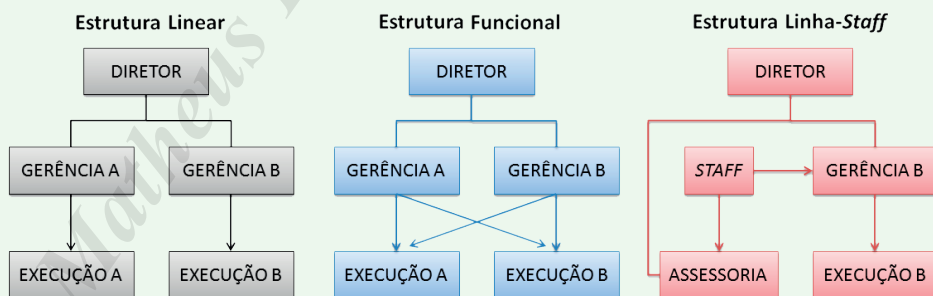 Estrutura Linear
DIRETOR
GERÊNCIA A
GERÊNCIA B
EXECUÇÃO A
EXECUÇÃO B
Estrutura Funcional
DIRETOR
GERÊNCIA A
GERÊNCIA B
EXECUÇÃO A
EXECUÇÃO B
Estrutura Linha-Staff
DIRETOR
STAFF
GERÊNCIA B
ASSESSORIA
EXECUÇÃO B
Matheus